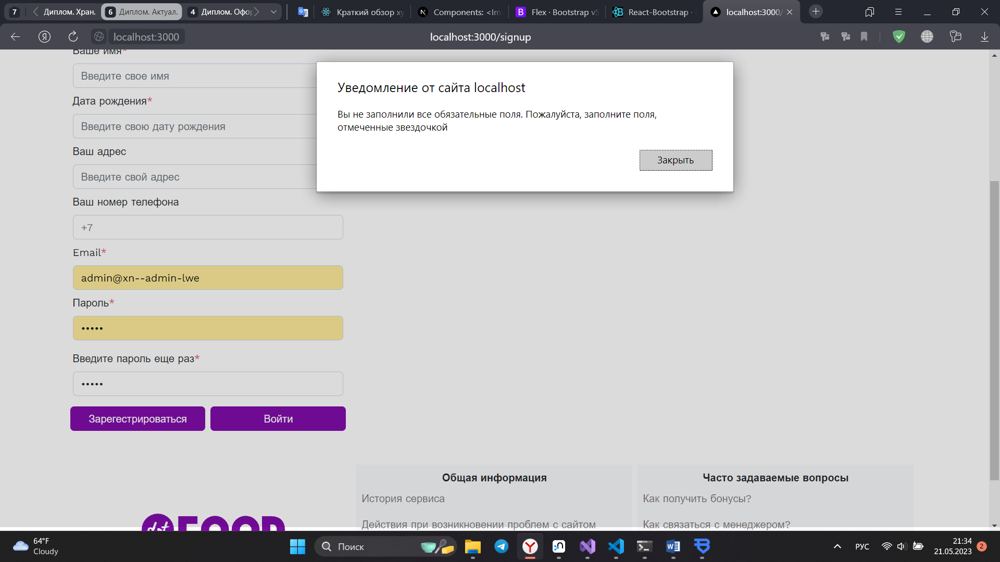 7
Диплом. Хран.
6
Диплом. Актуал.
4
Диплом. Офор
Краткий обзор ху
Components: <Im
Flex · Bootstrap v5
React-Bootstrap ·
localhost:3000/
localhost:3000
localhost:3000/signup
Ваше имя*
Введите свое имя
Дата рождения*
Введите свою дату рождения
Ваш адрес
Введите свой адрес
Ваш номер телефона
+7
Email*
admin@xn--admin-lwe
Пароль*
•••••
Введите пароль еще раз*
•••••
Зарегестрироваться
Войти
Уведомление от сайта localhost
Вы не заполнили все обязательные поля. Пожалуйста, заполните поля,
отмеченные звездочкой
Закрыть
Общая информация
История сервиса
Действия при возникновении проблем с сайтом
Часто задаваемые вопросы
Как получить бонусы?
Как связаться с менеджером?
dst FOOD
64°F
Cloudy
Поиск
РУС
21:34
21.05.2023
2